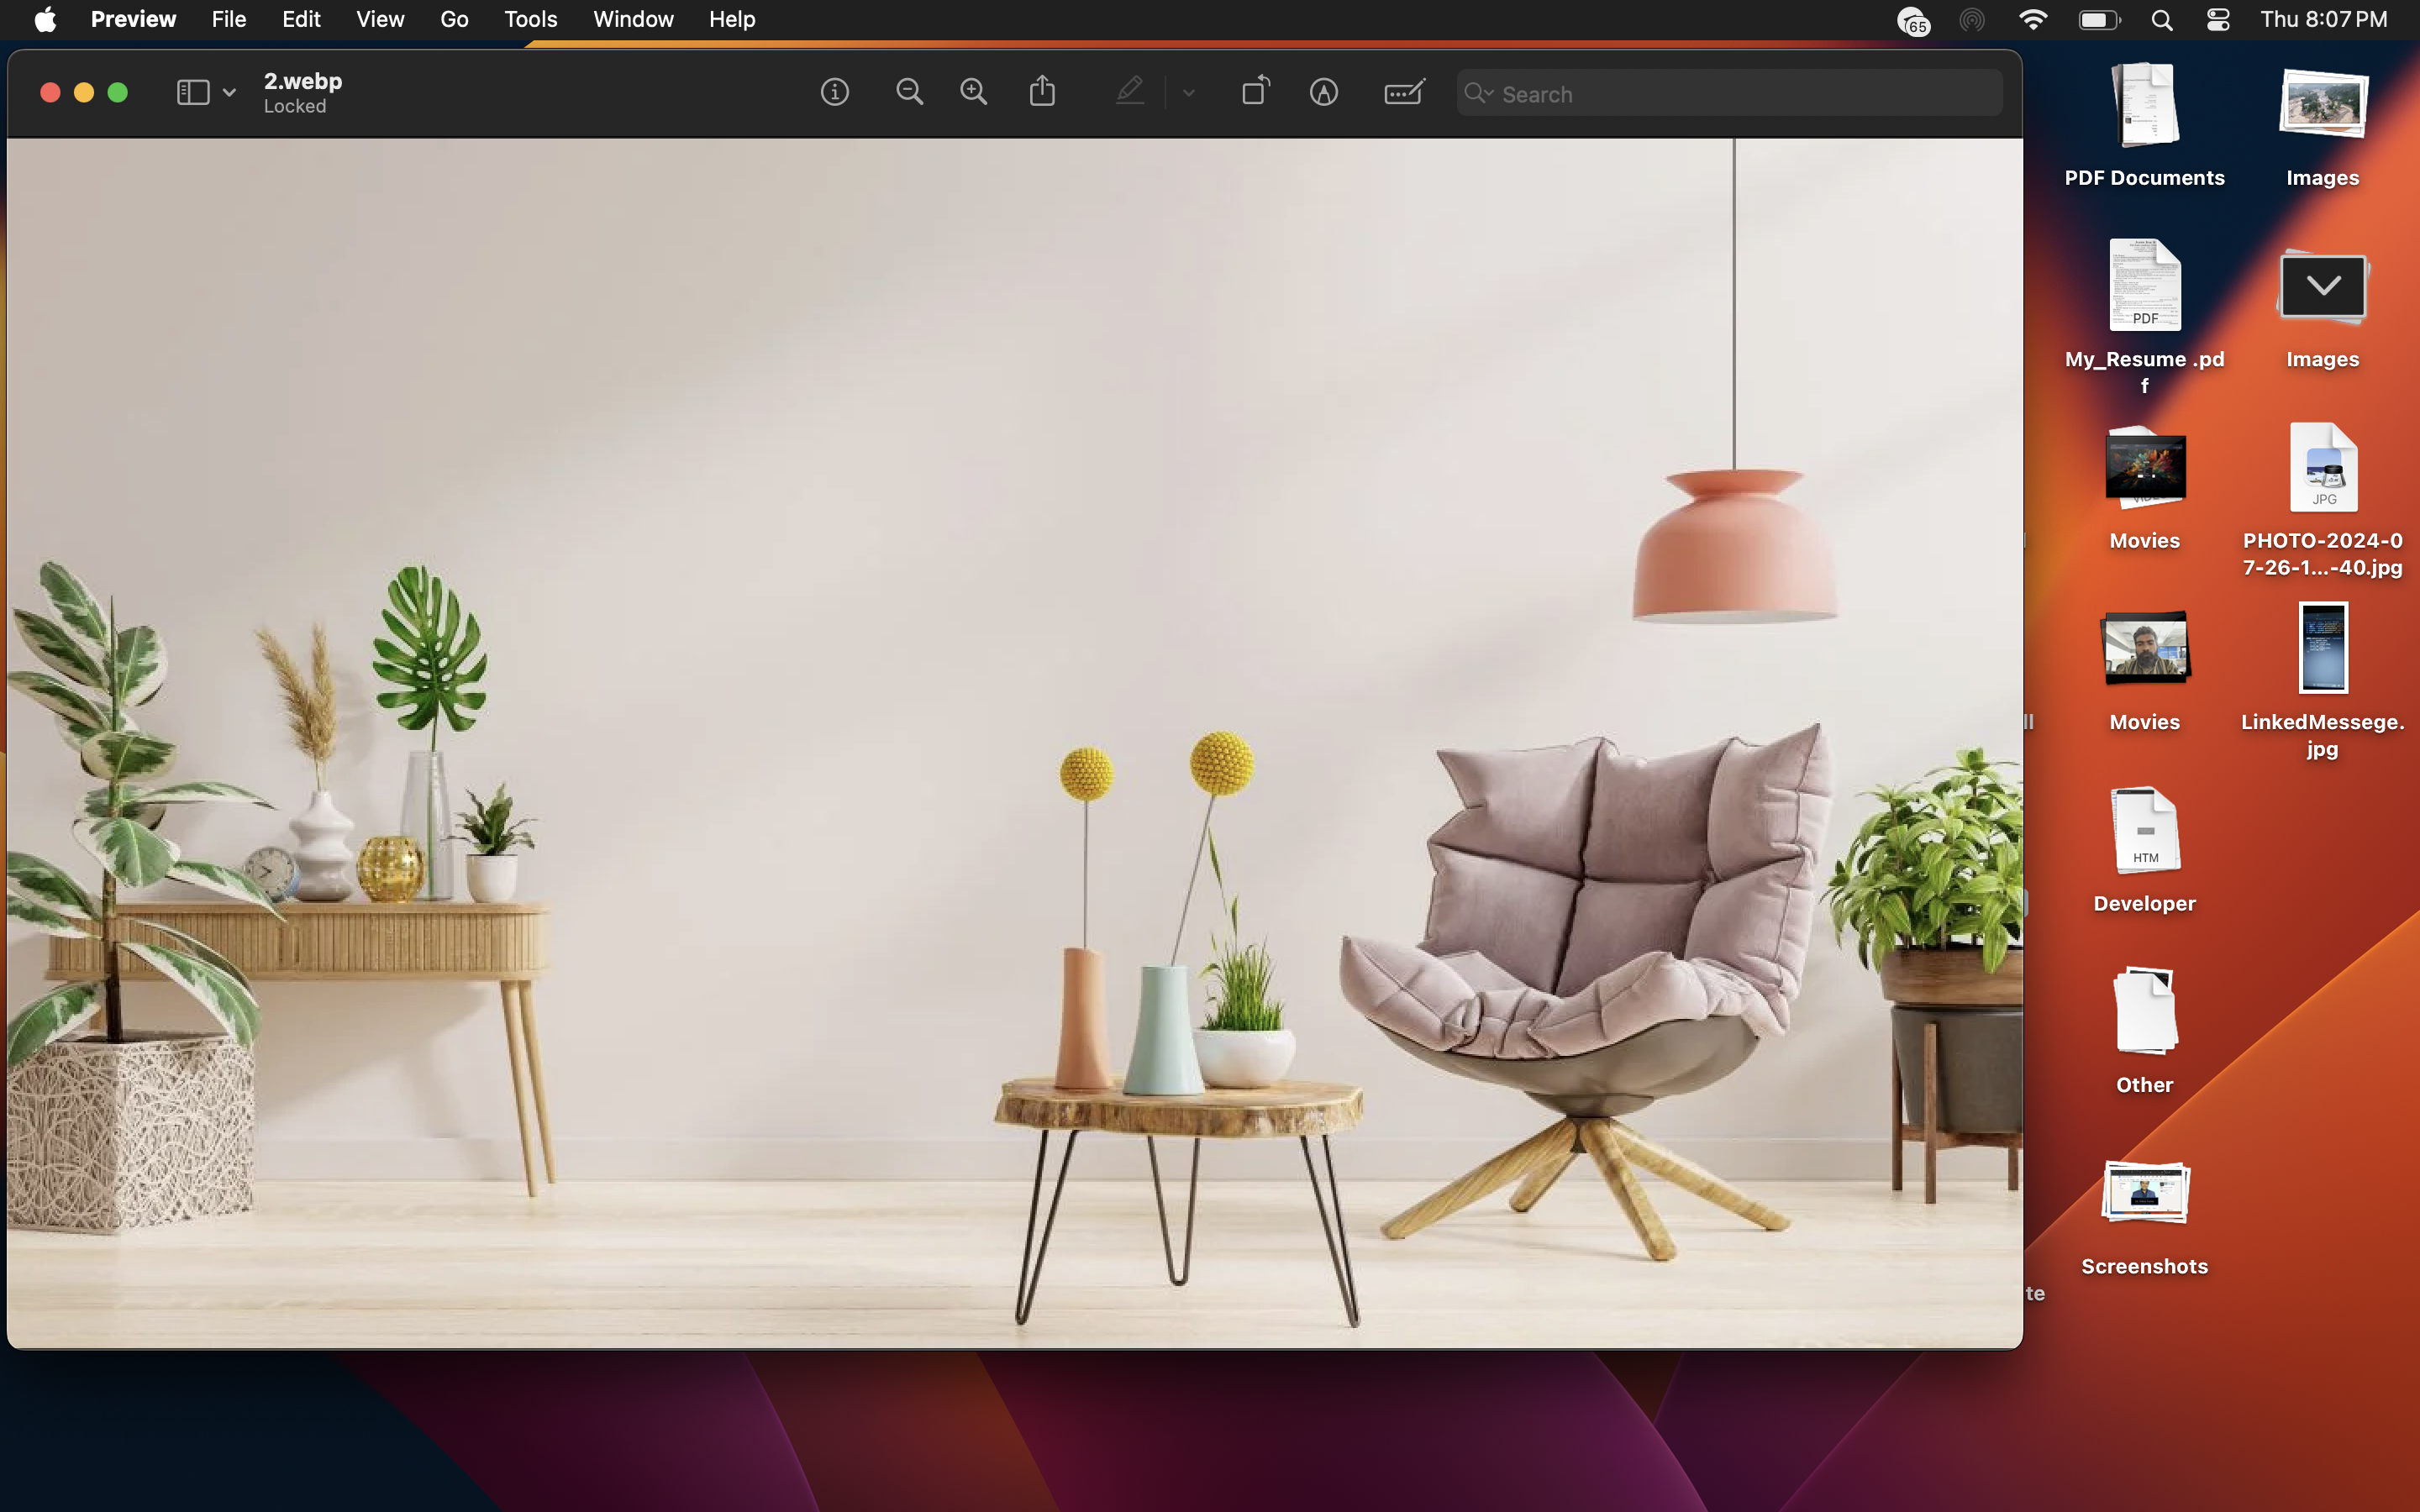 Preview File Edit View Go Tools Window Help 65 Thu 8:07 PM
2.webp
Locked
Search
PDF Documents
Images
PDF
My_Resume .pd
f
Images
JPG
Movies
PHOTO-2024-0
7-26-1...-40.jpg
Movies
LinkedMessege.
jpg
HTM
Developer
Other
Screenshots
te